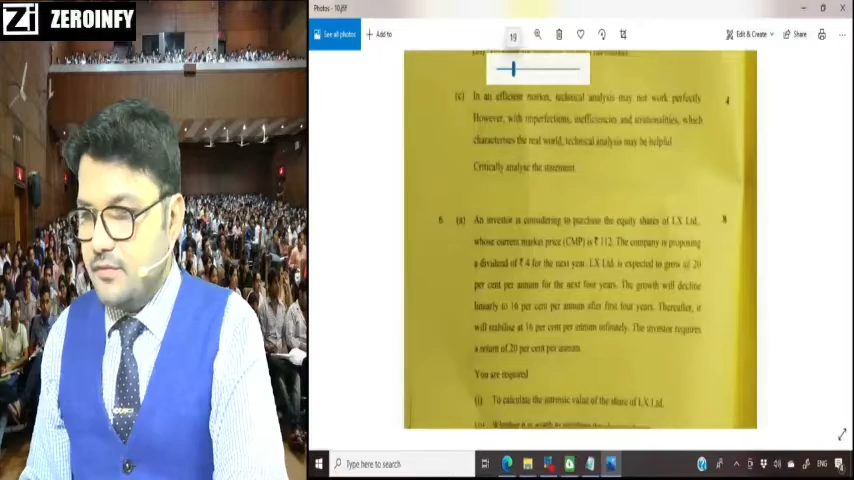 Zi ZEROINFY
Photos - 10.jfif
See all photos
Add to
19
Edit & Create
Share
(c) In an efficient market, technical analysis may not work perfectly 4
However, with imperfections, inefficiencies and irrationalities, which
characterises the real world, technical analysis may be helpful
Critically analyse the statement.
6 (a) An investor is considering to purchase the equity shares of LX Ltd., 8
whose current market price (CMP) is ₹ 112. The company is proposing
a dividend of ₹ 4 for the next year. LX Ltd. is expected to grow @ 20
per cent per annum for the next four years. The growth will decline
linearly to 16 per cent per annum after first four years. Thereafter, it
will stabilise at 16 per cent per annum infinitely. The investor requires
a return of 20 per cent per annum.
You are required
(i) To calculate the intrinsic value of the share of LX Ltd.
Type here to search
ENG